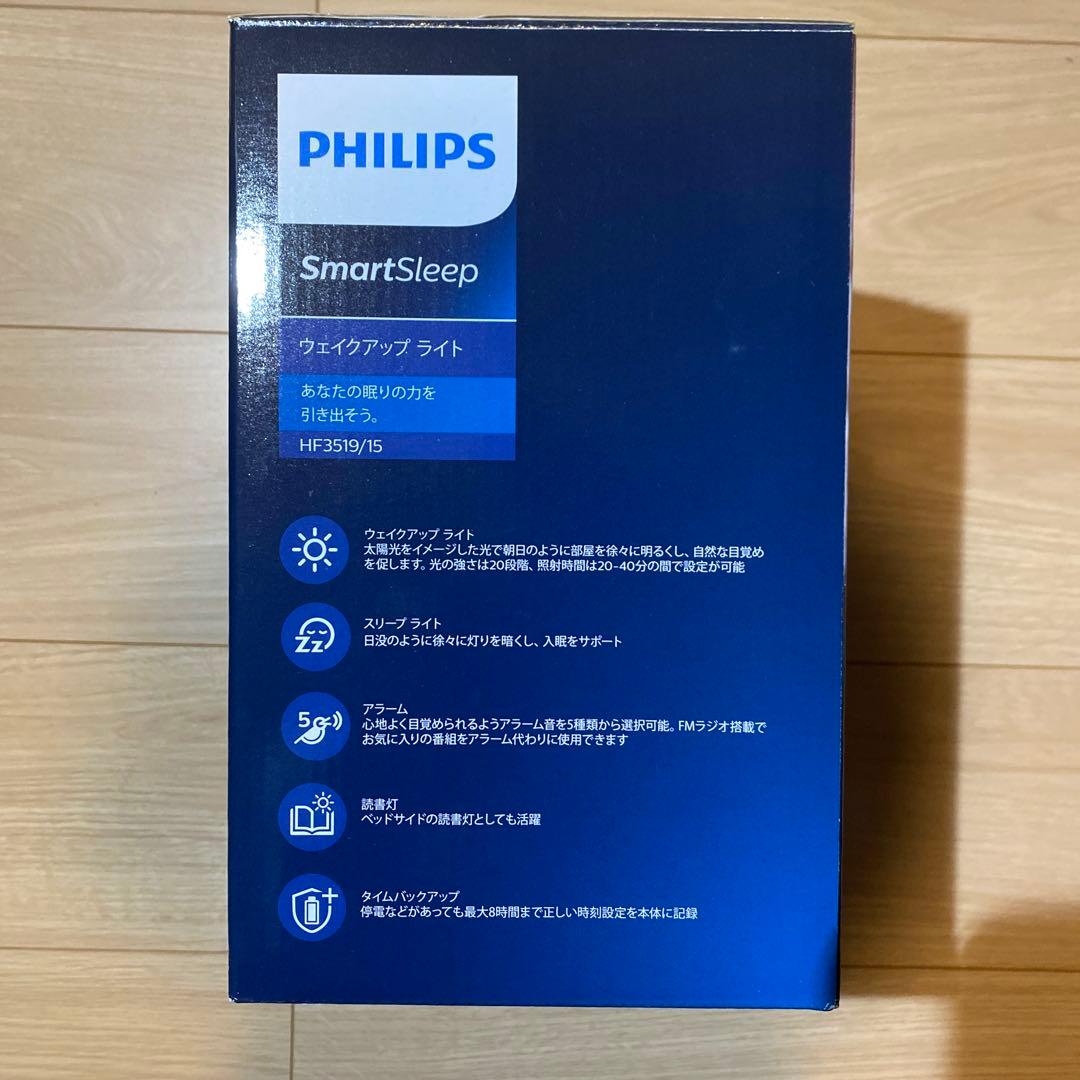 PHILIPS
SmartSleep
ウェイクアップ ライト
あなたの眠りの力を
引き出そう。
HF3519/15
ウェイクアップ ライト
太陽光をイメージした光で朝日のように部屋を徐々に明るくし、自然な目覚め
を促します。光の強さは20段階、照射時間は20-40分の間で設定が可能
スリープ ライト
日没のように徐々に灯りを暗くし、入眠をサポート
ZZZ
アラーム
心地よく目覚められるようアラーム音を5種類から選択可能。FMラジオ搭載で
お気に入りの番組をアラーム代わりに使用できます
5
読書灯
ベッドサイドの読書灯としても活躍
タイムバックアップ
停電などがあっても最大8時間まで正しい時刻設定を本体に記録